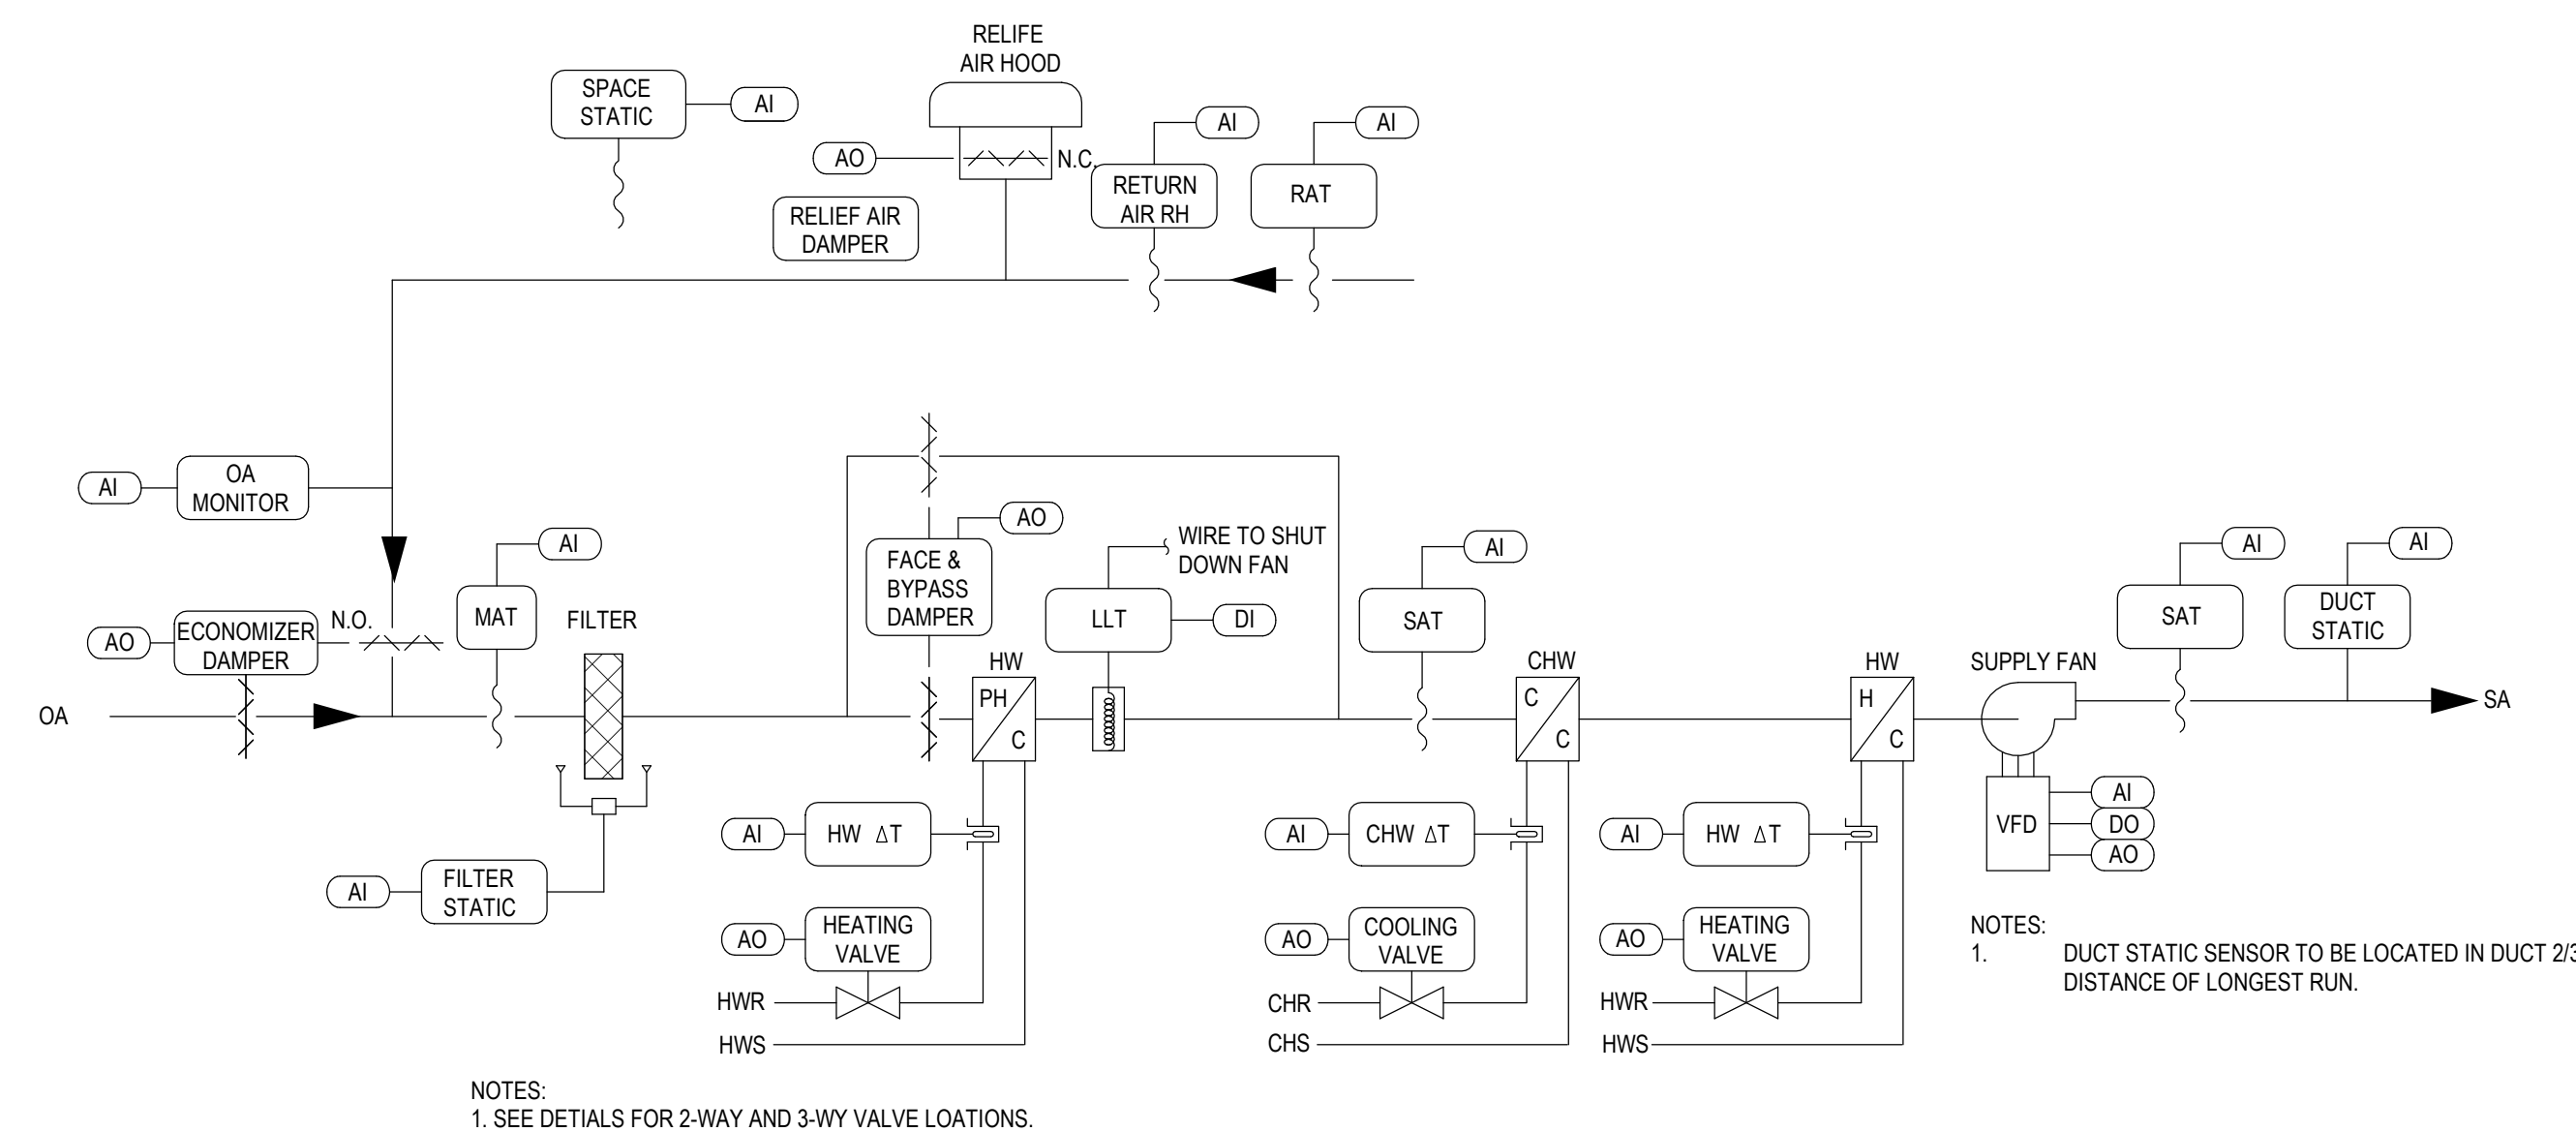 RELIFE
AIR HOOD
SPACE
STATIC
AI
AO
N.C.
RELIEF AIR
DAMPER
AI
RETURN
AIR RH
AI
RAT
AI
OA
MONITOR
AO
ECONOMIZER
DAMPER
N.O.
OA
AI
MAT
FILTER
AI
FILTER
STATIC
AO
FACE &
BYPASS
DAMPER
WIRE TO SHUT
DOWN FAN
LLT
DI
HW
PH
C
AI
HW ΔT
AO
HEATING
VALVE
HWR
HWS
AI
SAT
CHW
C
C
AI
CHW ΔT
AO
COOLING
VALVE
CHR
CHS
HW
H
C
AI
HW ΔT
AO
HEATING
VALVE
HWR
HWS
SUPPLY FAN
VFD
AI
DO
AO
AI
SAT
AI
DUCT
STATIC
SA
NOTES:
1. DUCT STATIC SENSOR TO BE LOCATED IN DUCT 2/3
DISTANCE OF LONGEST RUN.
NOTES:
1. SEE DETIALS FOR 2-WAY AND 3-WY VALVE LOATIONS.